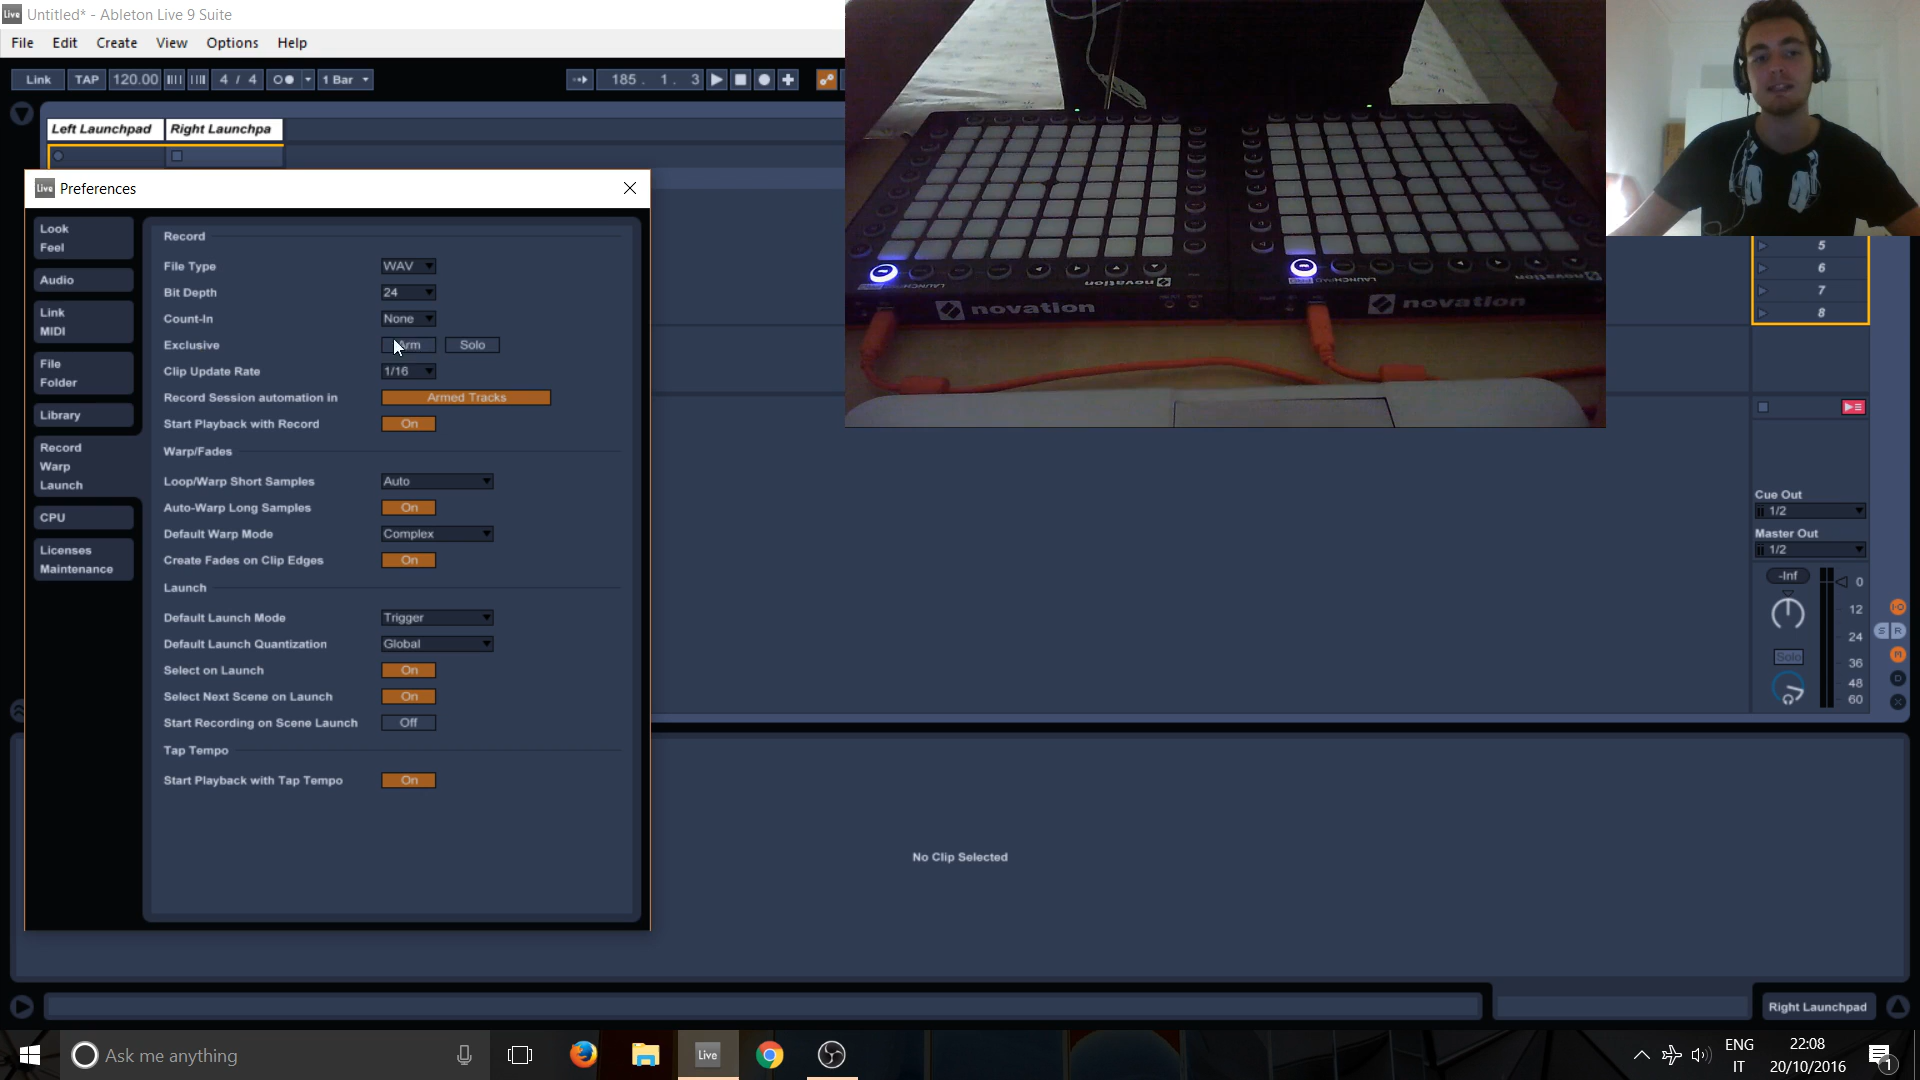 Live Untitled* - Ableton Live 9 Suite
File Edit Create View Options Help
Link TAP 120.00 4 / 4 1 Bar 185. 1. 3
Left Launchpad Right Launchpa
Live Preferences
Look
Feel
Audio
Link
MIDI
File
Folder
Library
Record
Warp
Launch
CPU
Licenses
Maintenance
Record
File Type WAV
Bit Depth 24
Count-In None
Exclusive Arm Solo
Clip Update Rate 1/16
Record Session automation in Armed Tracks
Start Playback with Record On
Warp/Fades
Loop/Warp Short Samples Auto
Auto-Warp Long Samples On
Default Warp Mode Complex
Create Fades on Clip Edges On
Launch
Default Launch Mode Trigger
Default Launch Quantization Global
Select on Launch On
Select Next Scene on Launch On
Start Recording on Scene Launch Off
Tap Tempo
Start Playback with Tap Tempo On
novation
novation
novation
novation
5
6
7
8
Cue Out
1/2
Master Out
1/2
-Inf 0
12
24
36
48
60
Solo
S R
M
D
X
No Clip Selected
Right Launchpad
Ask me anything
Live
ENG
IT
22:08
20/10/2016
1